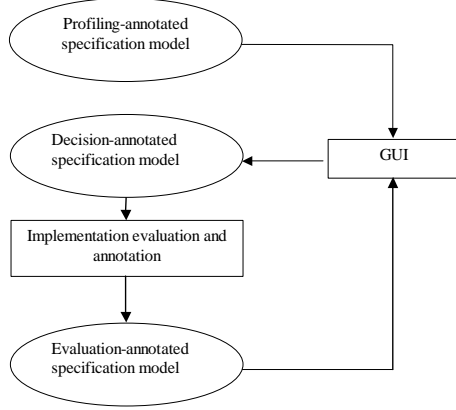 Profiling-annotated
specification model
Decision-annotated
specification model
GUI
Implementation evaluation and
annotation
Evaluation-annotated
specification model